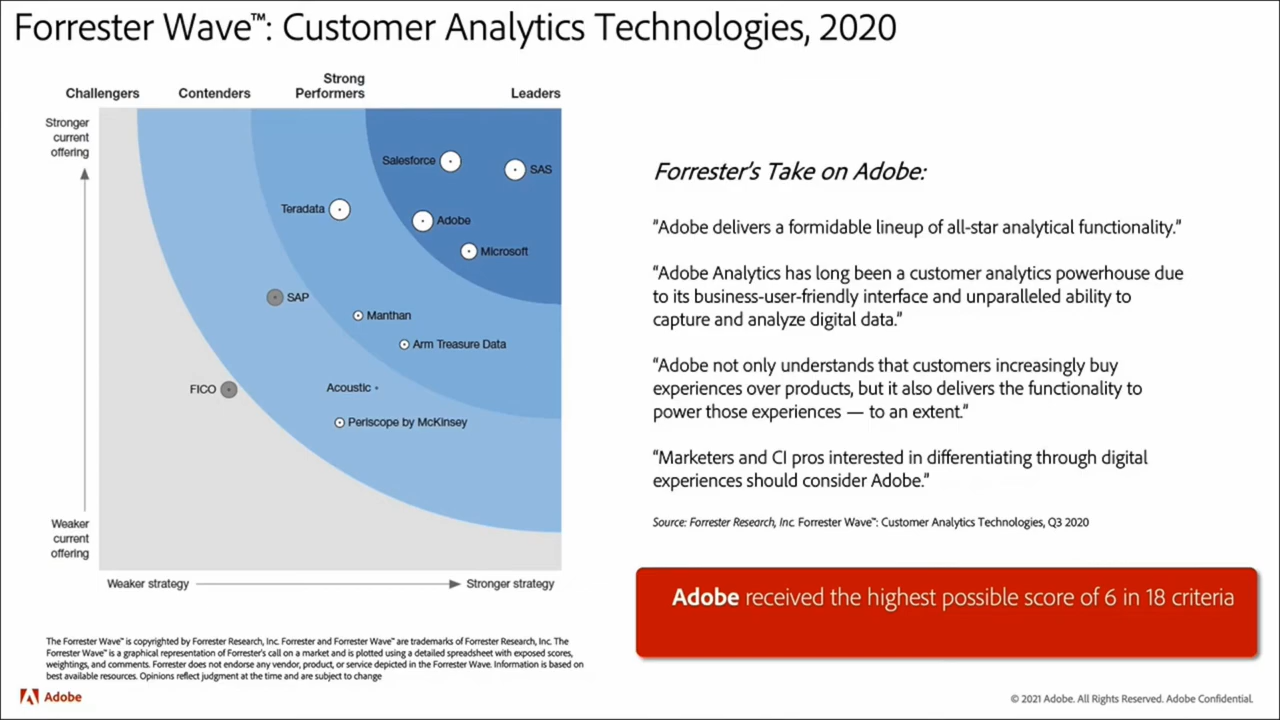 Forrester Wave™: Customer Analytics Technologies, 2020
Challengers
Contenders
Strong
Performers
Leaders
Stronger
current
offering
Salesforce
SAS
Teradata
Adobe
Microsoft
SAP
Manthan
Arm Treasure Data
FICO
Acoustic
Periscope by McKinsey
Weaker
current
offering
Weaker strategy
Stronger strategy
Forrester's Take on Adobe:
"Adobe delivers a formidable lineup of all-star analytical functionality."
"Adobe Analytics has long been a customer analytics powerhouse due
to its business-user-friendly interface and unparalleled ability to
capture and analyze digital data."
"Adobe not only understands that customers increasingly buy
experiences over products, but it also delivers the functionality to
power those experiences — to an extent."
"Marketers and CI pros interested in differentiating through digital
experiences should consider Adobe."
Source: Forrester Research, Inc. Forrester Wave™: Customer Analytics Technologies, Q3 2020
Adobe received the highest possible score of 6 in 18 criteria
The Forrester Wave™ is copyrighted by Forrester Research, Inc. Forrester and Forrester Wave™ are trademarks of Forrester Research, Inc. The
Forrester Wave™ is a graphical representation of Forrester's call on a market and is plotted using a detailed spreadsheet with exposed scores,
weightings, and comments. Forrester does not endorse any vendor, product, or service depicted in the Forrester Wave. Information is based on
best available resources. Opinions reflect judgment at the time and are subject to change
Adobe
© 2021 Adobe. All Rights Reserved. Adobe Confidential.